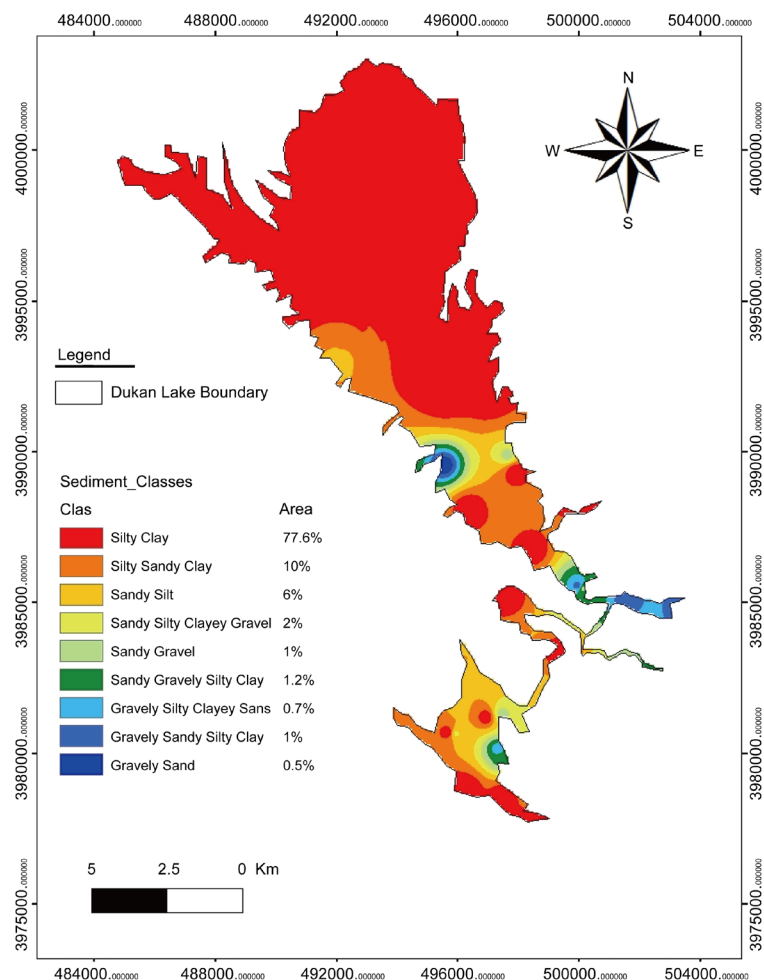 484000.000000 488000.000000 492000.000000 496000.000000 500000.000000 504000.000000
N
W E
S
4000000.000000 4000000.000000
3995000.000000 3995000.000000
3990000.000000 3990000.000000
3985000.000000 3985000.000000
3980000.000000 3980000.000000
3975000.000000 3975000.000000
Legend
Dukan Lake Boundary
Sediment_Classes
Clas Area
Silty Clay 77.6%
Silty Sandy Clay 10%
Sandy Silt 6%
Sandy Silty Clayey Gravel 2%
Sandy Gravel 1%
Sandy Gravely Silty Clay 1.2%
Gravely Silty Clayey Sans 0.7%
Gravely Sandy Silty Clay 1%
Gravely Sand 0.5%
5 2.5 0 Km
484000.000000 488000.000000 492000.000000 496000.000000 500000.000000 504000.000000